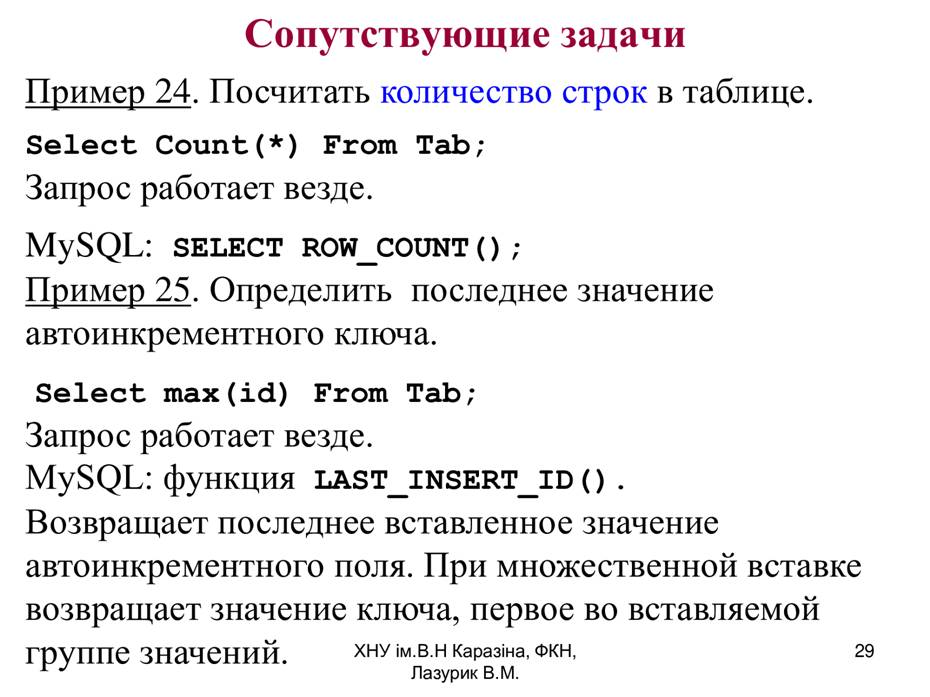 Сопутствующие задачи
Пример 24. Посчитать количество строк в таблице.
Select Count(*) From Tab;
Запрос работает везде.
MySQL: SELECT ROW_COUNT();
Пример 25. Определить последнее значение
автоинкрементного ключа.
Select max(id) From Tab;
Запрос работает везде.
MySQL: функция LAST_INSERT_ID().
Возвращает последнее вставленное значение
автоинкрементного поля. При множественной вставке
возвращает значение ключа, первое во вставляемой
группе значений.
ХНУ ім.В.Н Каразіна, ФКН,
Лазурик В.М.
29